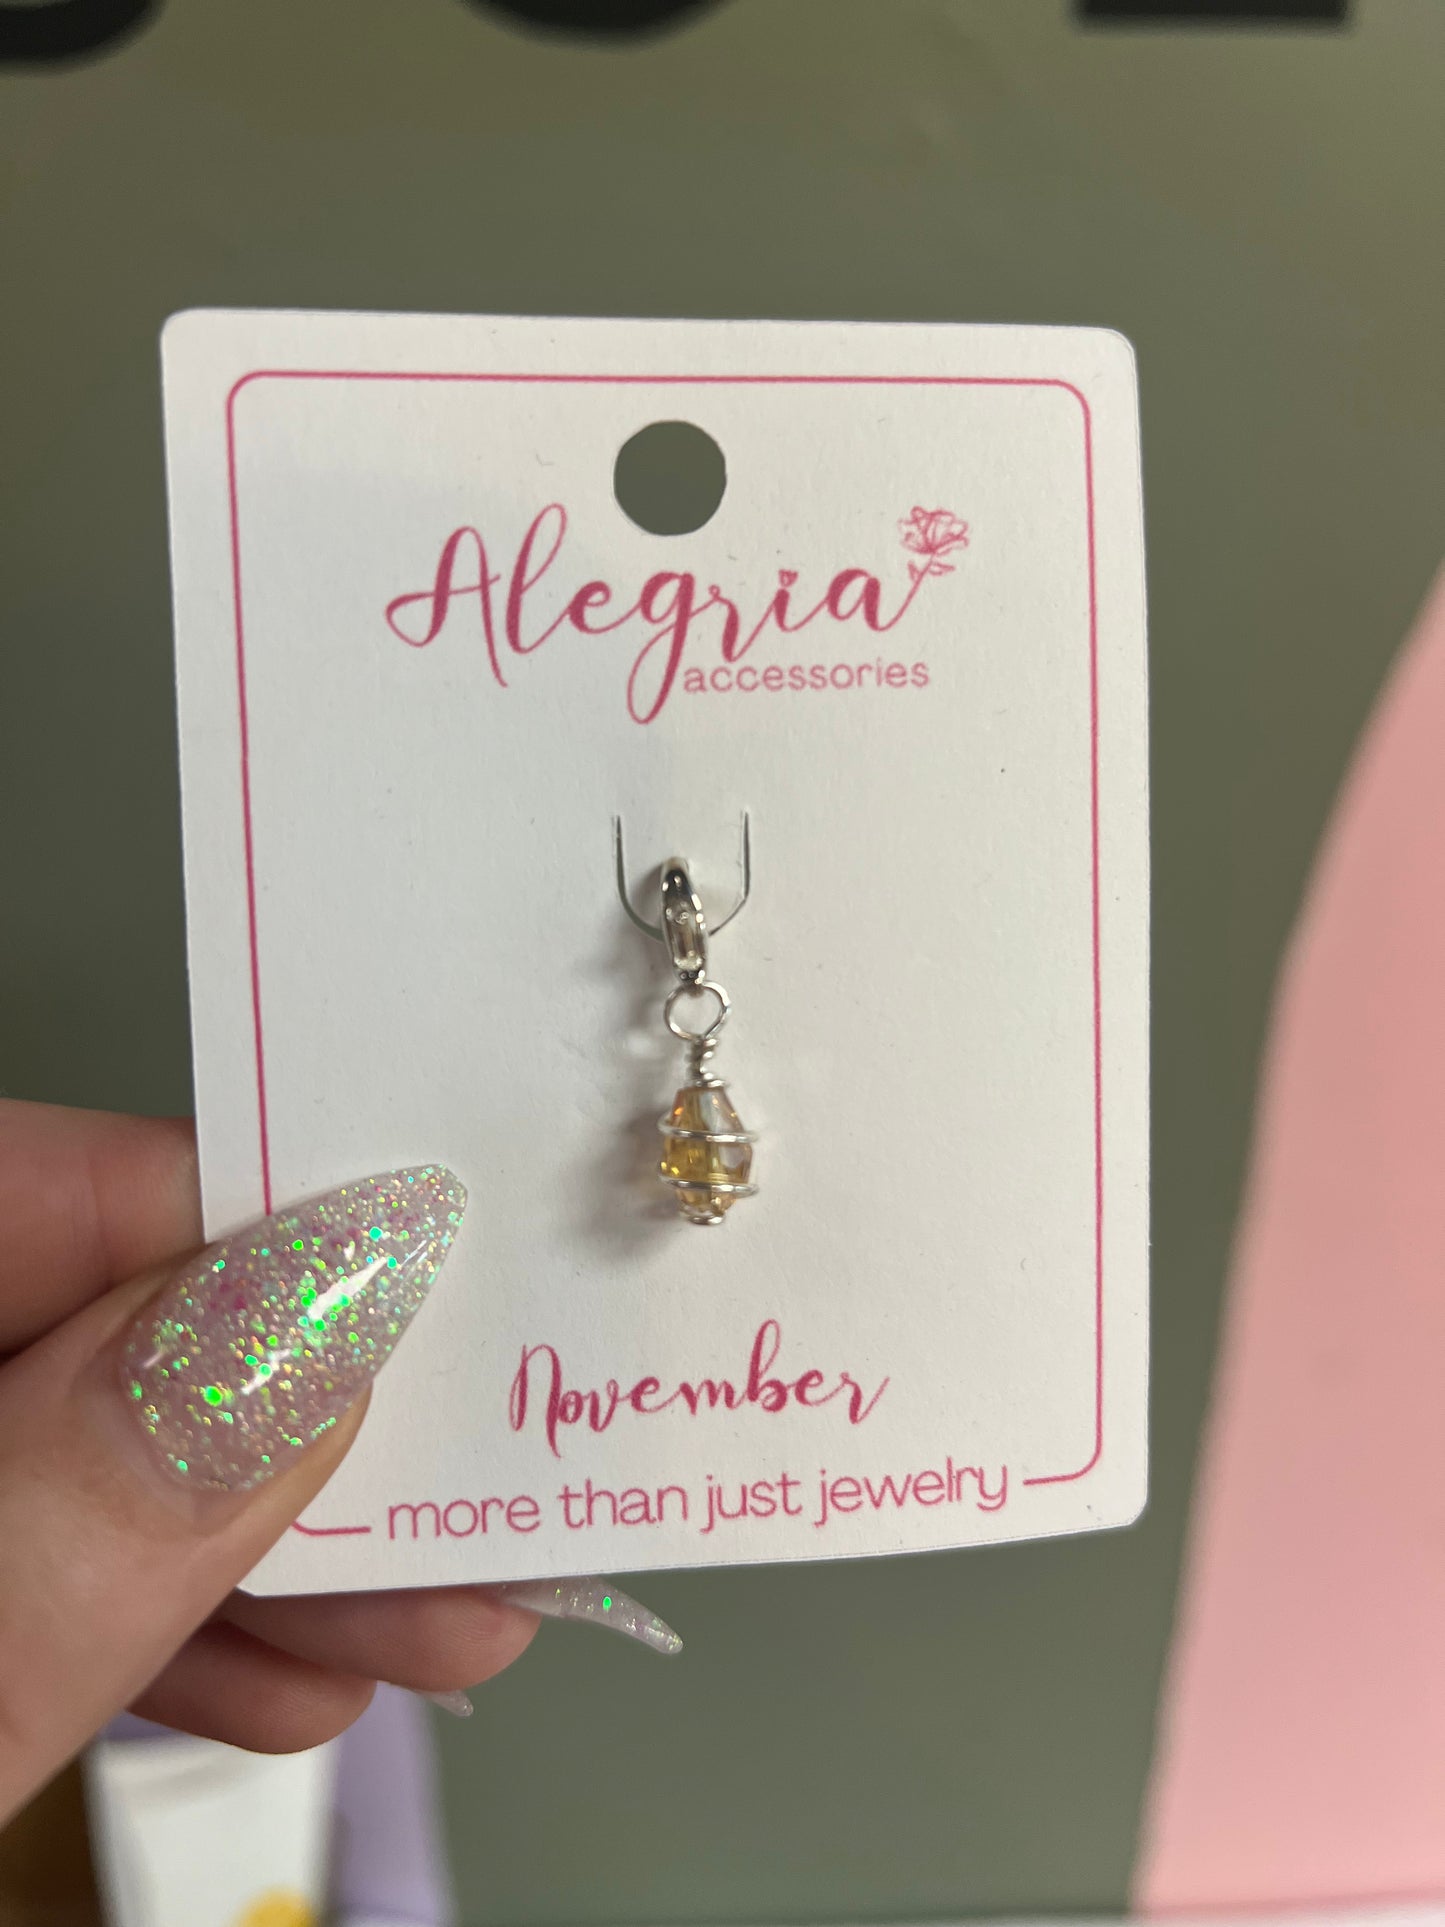 Alegria
accessories
November
more than just jewelry